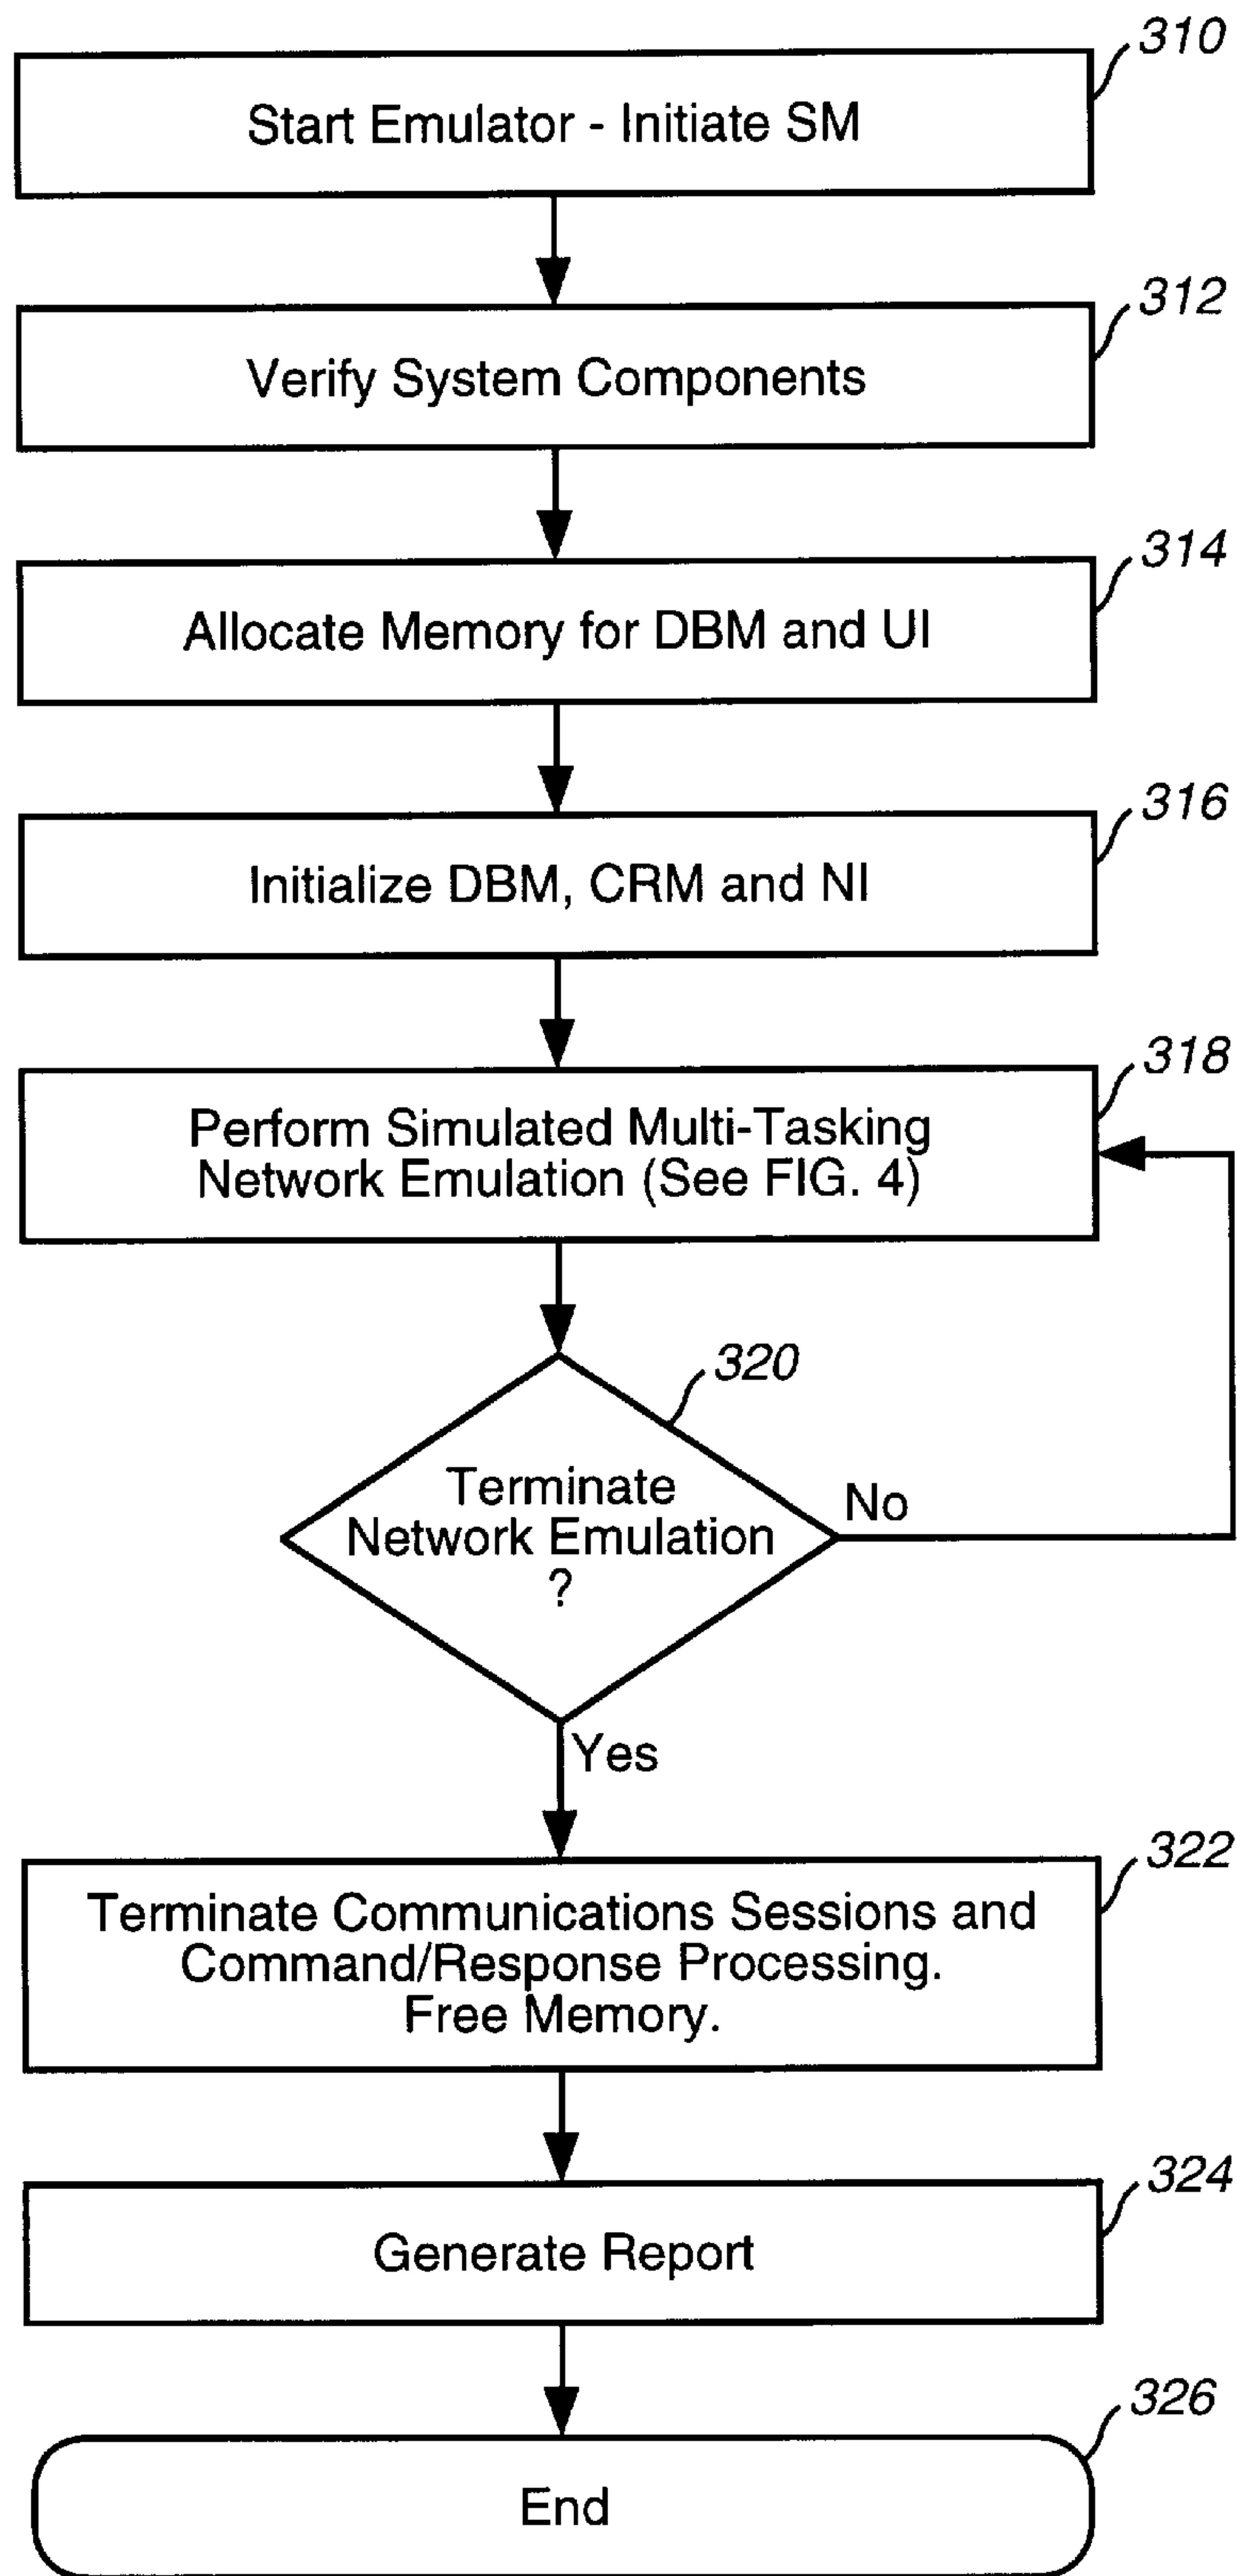 310
Start Emulator - Initiate SM
312
Verify System Components
314
Allocate Memory for DBM and UI
316
Initialize DBM, CRM and NI
318
Perform Simulated Multi-Tasking
Network Emulation (See FIG. 4)
320
Terminate
Network Emulation
?
No
Yes
322
Terminate Communications Sessions and
Command/Response Processing.
Free Memory.
324
Generate Report
326
End